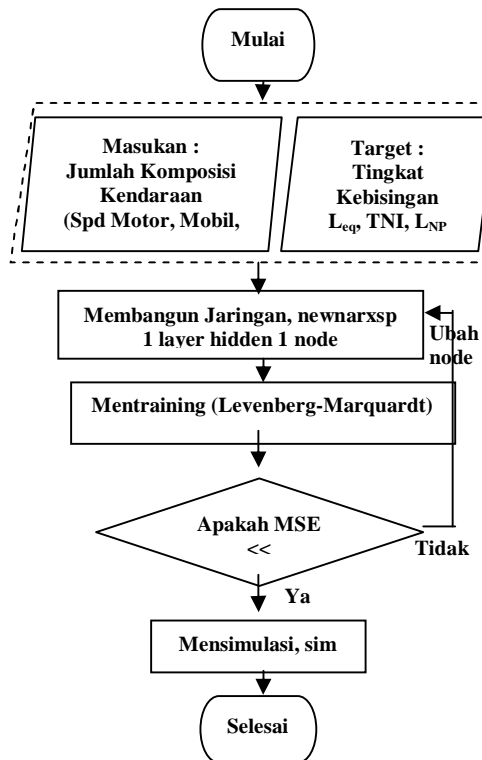 Mulai
Masukan :
Jumlah Komposisi
Kendaraan
(Spd Motor, Mobil,
Target :
Tingkat
Kebisingan
Leq, TNI, LNP
Membangun Jaringan, newnarxsp
1 layer hidden 1 node
Ubah
node
Mentraining (Levenberg-Marquardt)
Apakah MSE
<<
Tidak
Ya
Mensimulasi, sim
Selesai